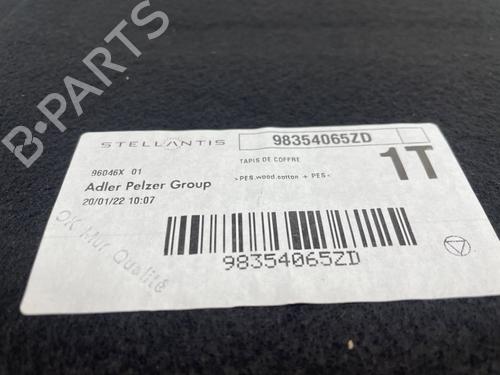 B-PARTS
STELLANTIS
98354065ZD
TAPIS DE COFFRE
1T
96046X 01
>PES.wood.cotton + PES<
Adler Pelzer Group
20/01/22 10:07
OK Mur Qualité
98354065ZD